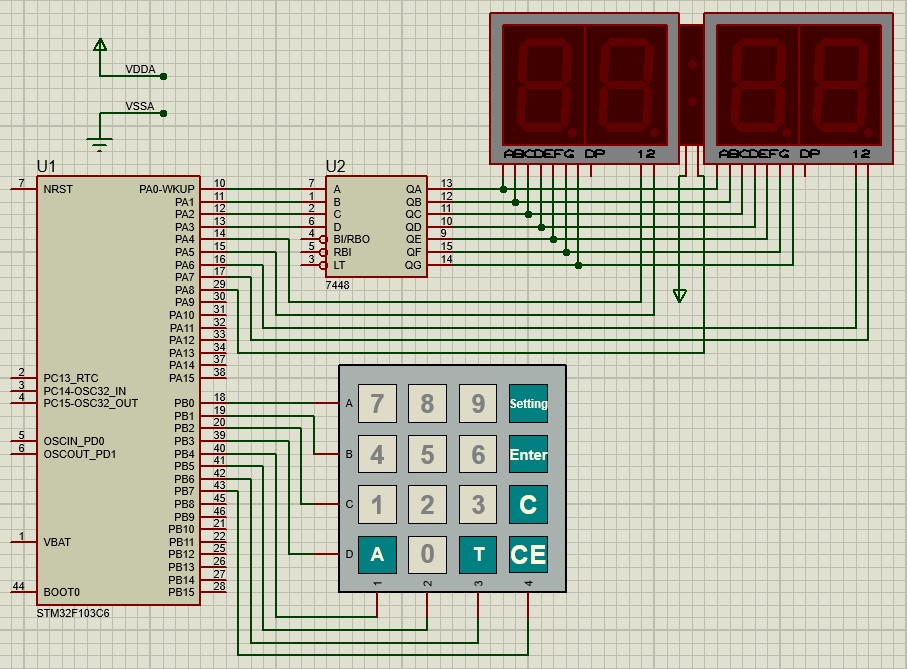 VDDA
VSSA
ABCDEFG DP 12
ABCDEFG DP 12
U1
7 NRST
2 PC13_RTC
3 PC14-OSC32_IN
4 PC15-OSC32_OUT
5 OSCIN_PD0
6 OSCOUT_PD1
1 VBAT
44 BOOT0
PA0-WKUP 10
PA1 11
PA2 12
PA3 13
PA4 14
PA5 15
PA6 16
PA7 17
PA8 29
PA9 30
PA10 31
PA11 32
PA12 33
PA13 34
PA14 37
PA15 38
PB0 18
PB1 19
PB2 20
PB3 39
PB4 40
PB5 41
PB6 42
PB7 43
PB8 45
PB9 46
PB10 21
PB11 22
PB12 25
PB13 26
PB14 27
PB15 28
STM32F103C6
U2
7 A QA 13
1 B QB 12
2 C QC 11
6 D QD 10
4 BI/RBO QE 9
5 RBI QF 15
3 LT QG 14
7448
A 7 8 9 Setting
B 4 5 6 Enter
C 1 2 3 C
D A 0 T CE
1 2 3 4